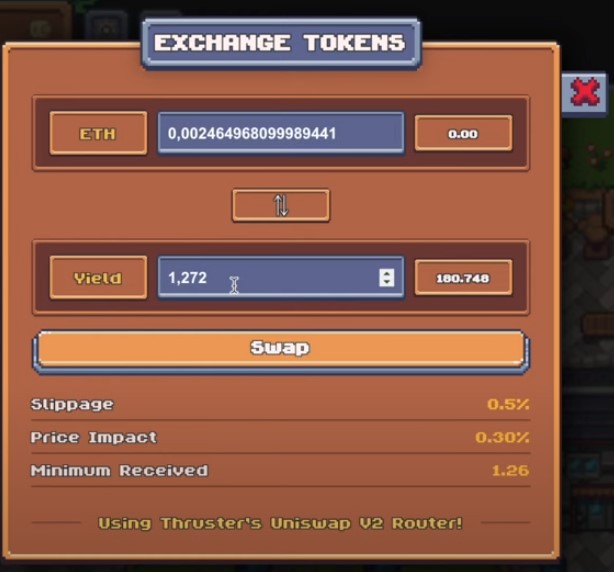 EXCHANGE TOKENS
ETH 0,002464968099989441 0.00
Yield 1,272 180.748
Swap
Slippage 0.5%
Price Impact 0.30%
Minimum Received 1.26
Using Thruster's Uniswap V2 Router!